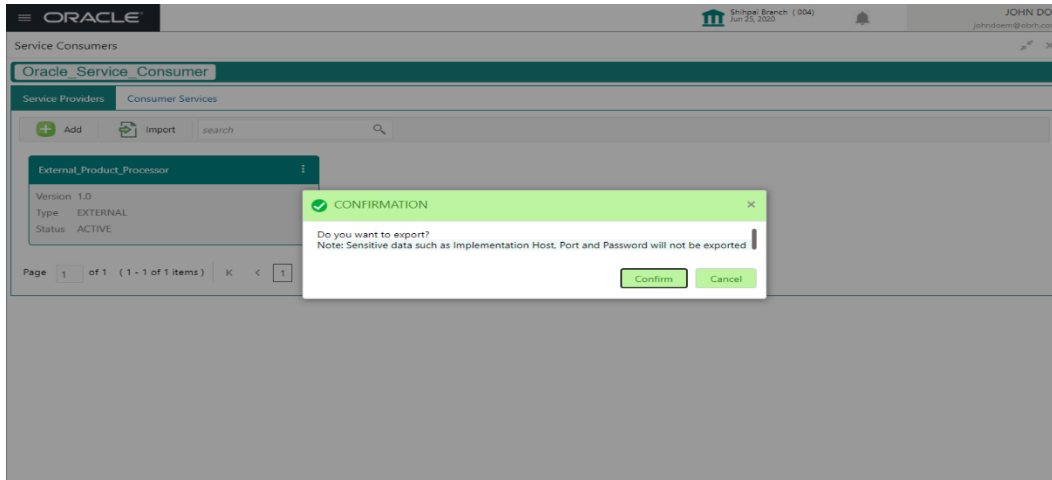 ORACLE
Shihpai Branch ( 004)
Jun 25, 2020
JOHN DO
johndoem@obrh.co
Service Consumers
Oracle_Service_Consumer
Service Providers
Consumer Services
Add
Import
search
External_Product_Processor
Version 1.0
Type EXTERNAL
Status ACTIVE
CONFIRMATION
Do you want to export?
Note: Sensitive data such as Implementation Host, Port and Password will not be exported
Confirm
Cancel
Page 1 of 1 ( 1 - 1 of 1 items ) K < 1